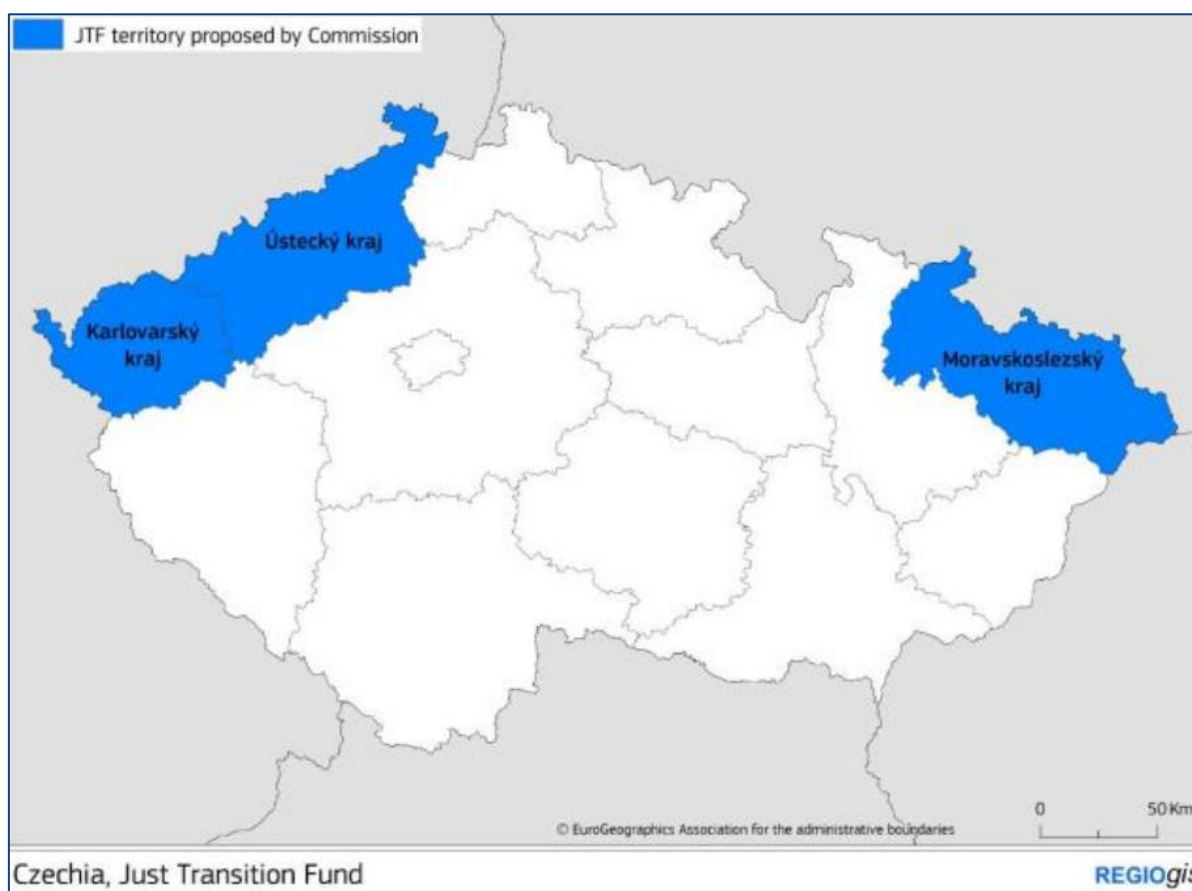 JTF territory proposed by Commission
Ústecký kraj
Karlovarský
kraj
Moravskoslezský
kraj
0 50 Km
© EuroGeographics Association for the administrative boundaries
Czechia, Just Transition Fund
REGIOgis